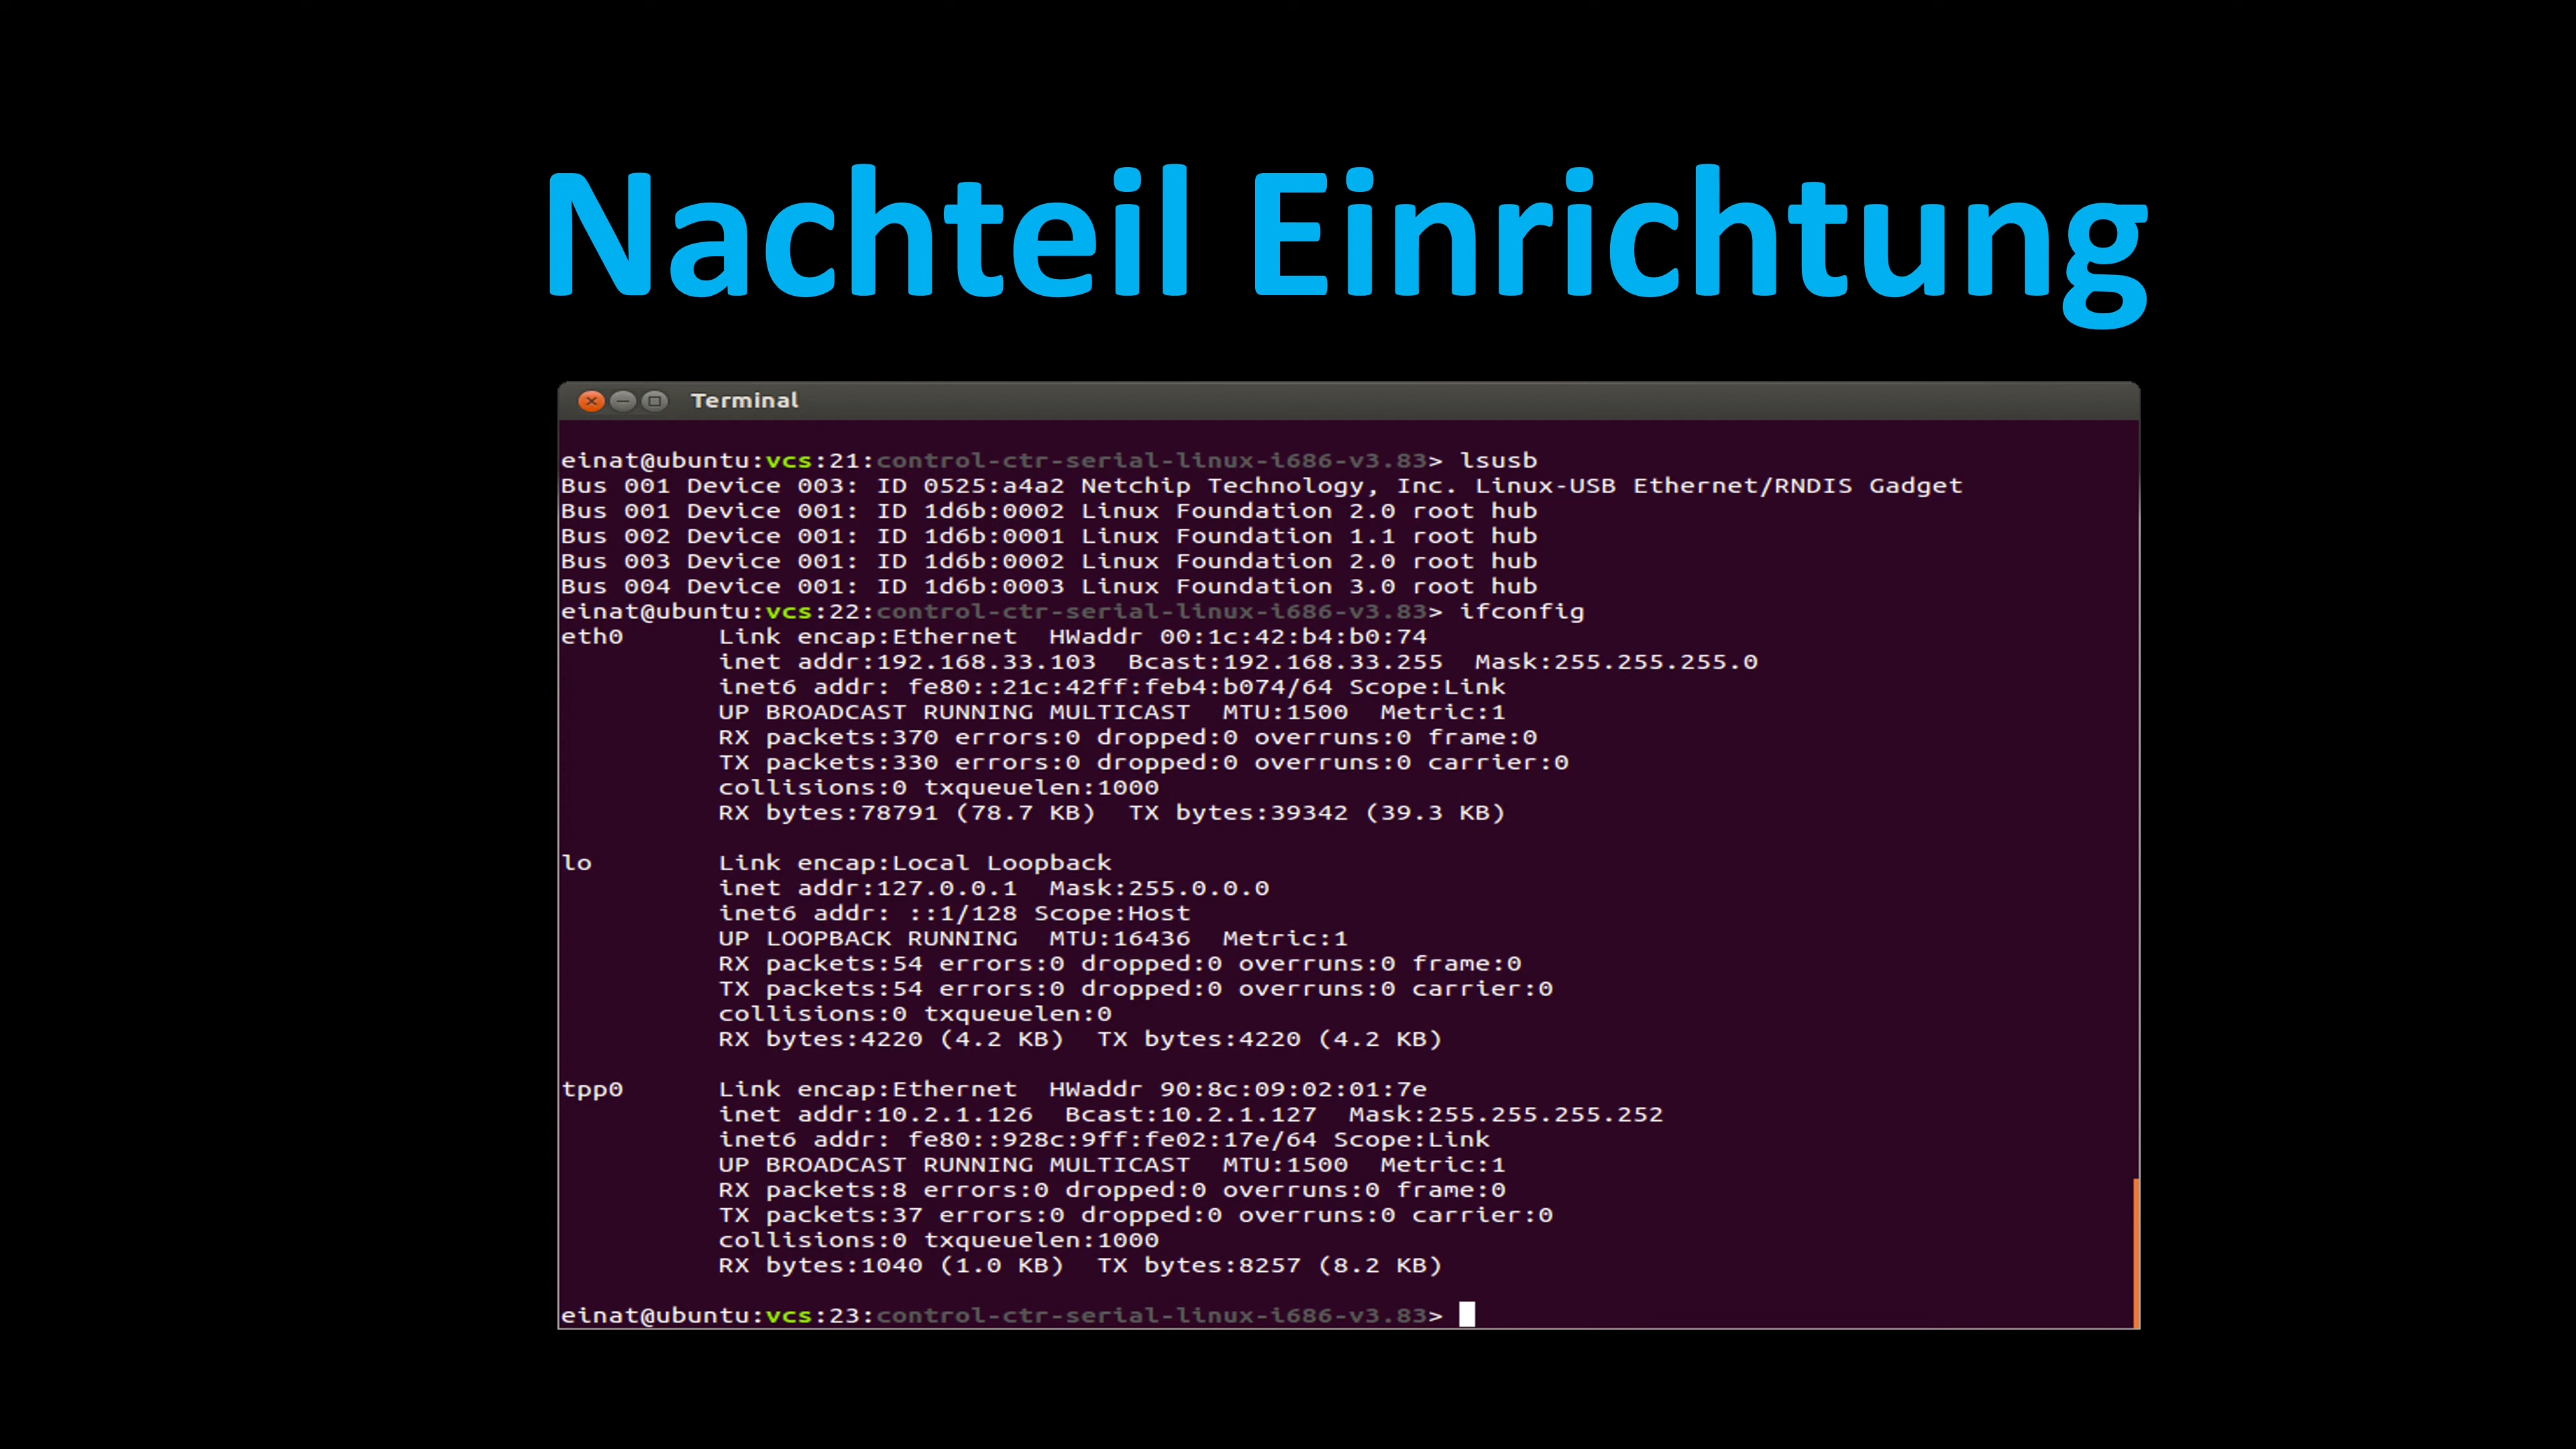 Nachteil Einrichtung
Terminal
einat@ubuntu:vcs:21:control-ctr-serial-linux-i686-v3.83> lsusb
Bus 001 Device 003: ID 0525:a4a2 Netchip Technology, Inc. Linux-USB Ethernet/RNDIS Gadget
Bus 001 Device 001: ID 1d6b:0002 Linux Foundation 2.0 root hub
Bus 002 Device 001: ID 1d6b:0001 Linux Foundation 1.1 root hub
Bus 003 Device 001: ID 1d6b:0002 Linux Foundation 2.0 root hub
Bus 004 Device 001: ID 1d6b:0003 Linux Foundation 3.0 root hub
einat@ubuntu:vcs:22:control-ctr-serial-linux-i686-v3.83> ifconfig
eth0      Link encap:Ethernet  HWaddr 00:1c:42:b4:b0:74
          inet addr:192.168.33.103  Bcast:192.168.33.255  Mask:255.255.255.0
          inet6 addr: fe80::21c:42ff:feb4:b074/64 Scope:Link
          UP BROADCAST RUNNING MULTICAST  MTU:1500  Metric:1
          RX packets:370 errors:0 dropped:0 overruns:0 frame:0
          TX packets:330 errors:0 dropped:0 overruns:0 carrier:0
          collisions:0 txqueuelen:1000
          RX bytes:78791 (78.7 KB)  TX bytes:39342 (39.3 KB)
lo        Link encap:Local Loopback
          inet addr:127.0.0.1  Mask:255.0.0.0
          inet6 addr: ::1/128 Scope:Host
          UP LOOPBACK RUNNING  MTU:16436  Metric:1
          RX packets:54 errors:0 dropped:0 overruns:0 frame:0
          TX packets:54 errors:0 dropped:0 overruns:0 carrier:0
          collisions:0 txqueuelen:0
          RX bytes:4220 (4.2 KB)  TX bytes:4220 (4.2 KB)
tpp0      Link encap:Ethernet  HWaddr 90:8c:09:02:01:7e
          inet addr:10.2.1.126  Bcast:10.2.1.127  Mask:255.255.255.252
          inet6 addr: fe80::928c:9ff:fe02:17e/64 Scope:Link
          UP BROADCAST RUNNING MULTICAST  MTU:1500  Metric:1
          RX packets:8 errors:0 dropped:0 overruns:0 frame:0
          TX packets:37 errors:0 dropped:0 overruns:0 carrier:0
          collisions:0 txqueuelen:1000
          RX bytes:1040 (1.0 KB)  TX bytes:8257 (8.2 KB)
einat@ubuntu:vcs:23:control-ctr-serial-linux-i686-v3.83>